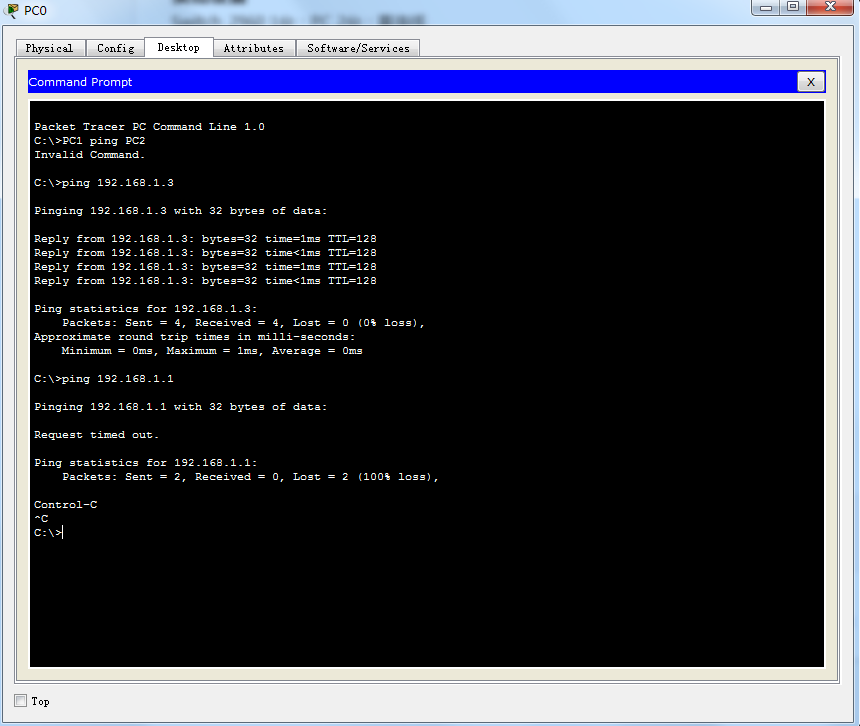 PC0
Physical Config Desktop Attributes Software/Services
Command Prompt X
Packet Tracer PC Command Line 1.0
C:\>PC1 ping PC2
Invalid Command.
C:\>ping 192.168.1.3
Pinging 192.168.1.3 with 32 bytes of data:
Reply from 192.168.1.3: bytes=32 time=1ms TTL=128
Reply from 192.168.1.3: bytes=32 time<1ms TTL=128
Reply from 192.168.1.3: bytes=32 time=1ms TTL=128
Reply from 192.168.1.3: bytes=32 time<1ms TTL=128
Ping statistics for 192.168.1.3:
Packets: Sent = 4, Received = 4, Lost = 0 (0% loss),
Approximate round trip times in milli-seconds:
Minimum = 0ms, Maximum = 1ms, Average = 0ms
C:\>ping 192.168.1.1
Pinging 192.168.1.1 with 32 bytes of data:
Request timed out.
Ping statistics for 192.168.1.1:
Packets: Sent = 2, Received = 0, Lost = 2 (100% loss),
Control-C
^C
C:\>
Top